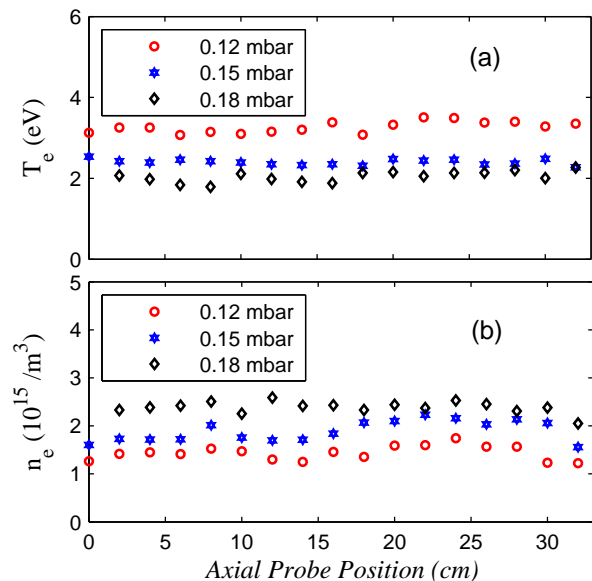 6
4
2
0
T_e (eV)
0.12 mbar
0.15 mbar
0.18 mbar
(a)
5
4
3
2
1
0
n_e (10^15 /m^3)
0.12 mbar
0.15 mbar
0.18 mbar
(b)
0 5 10 15 20 25 30
Axial Probe Position (cm)